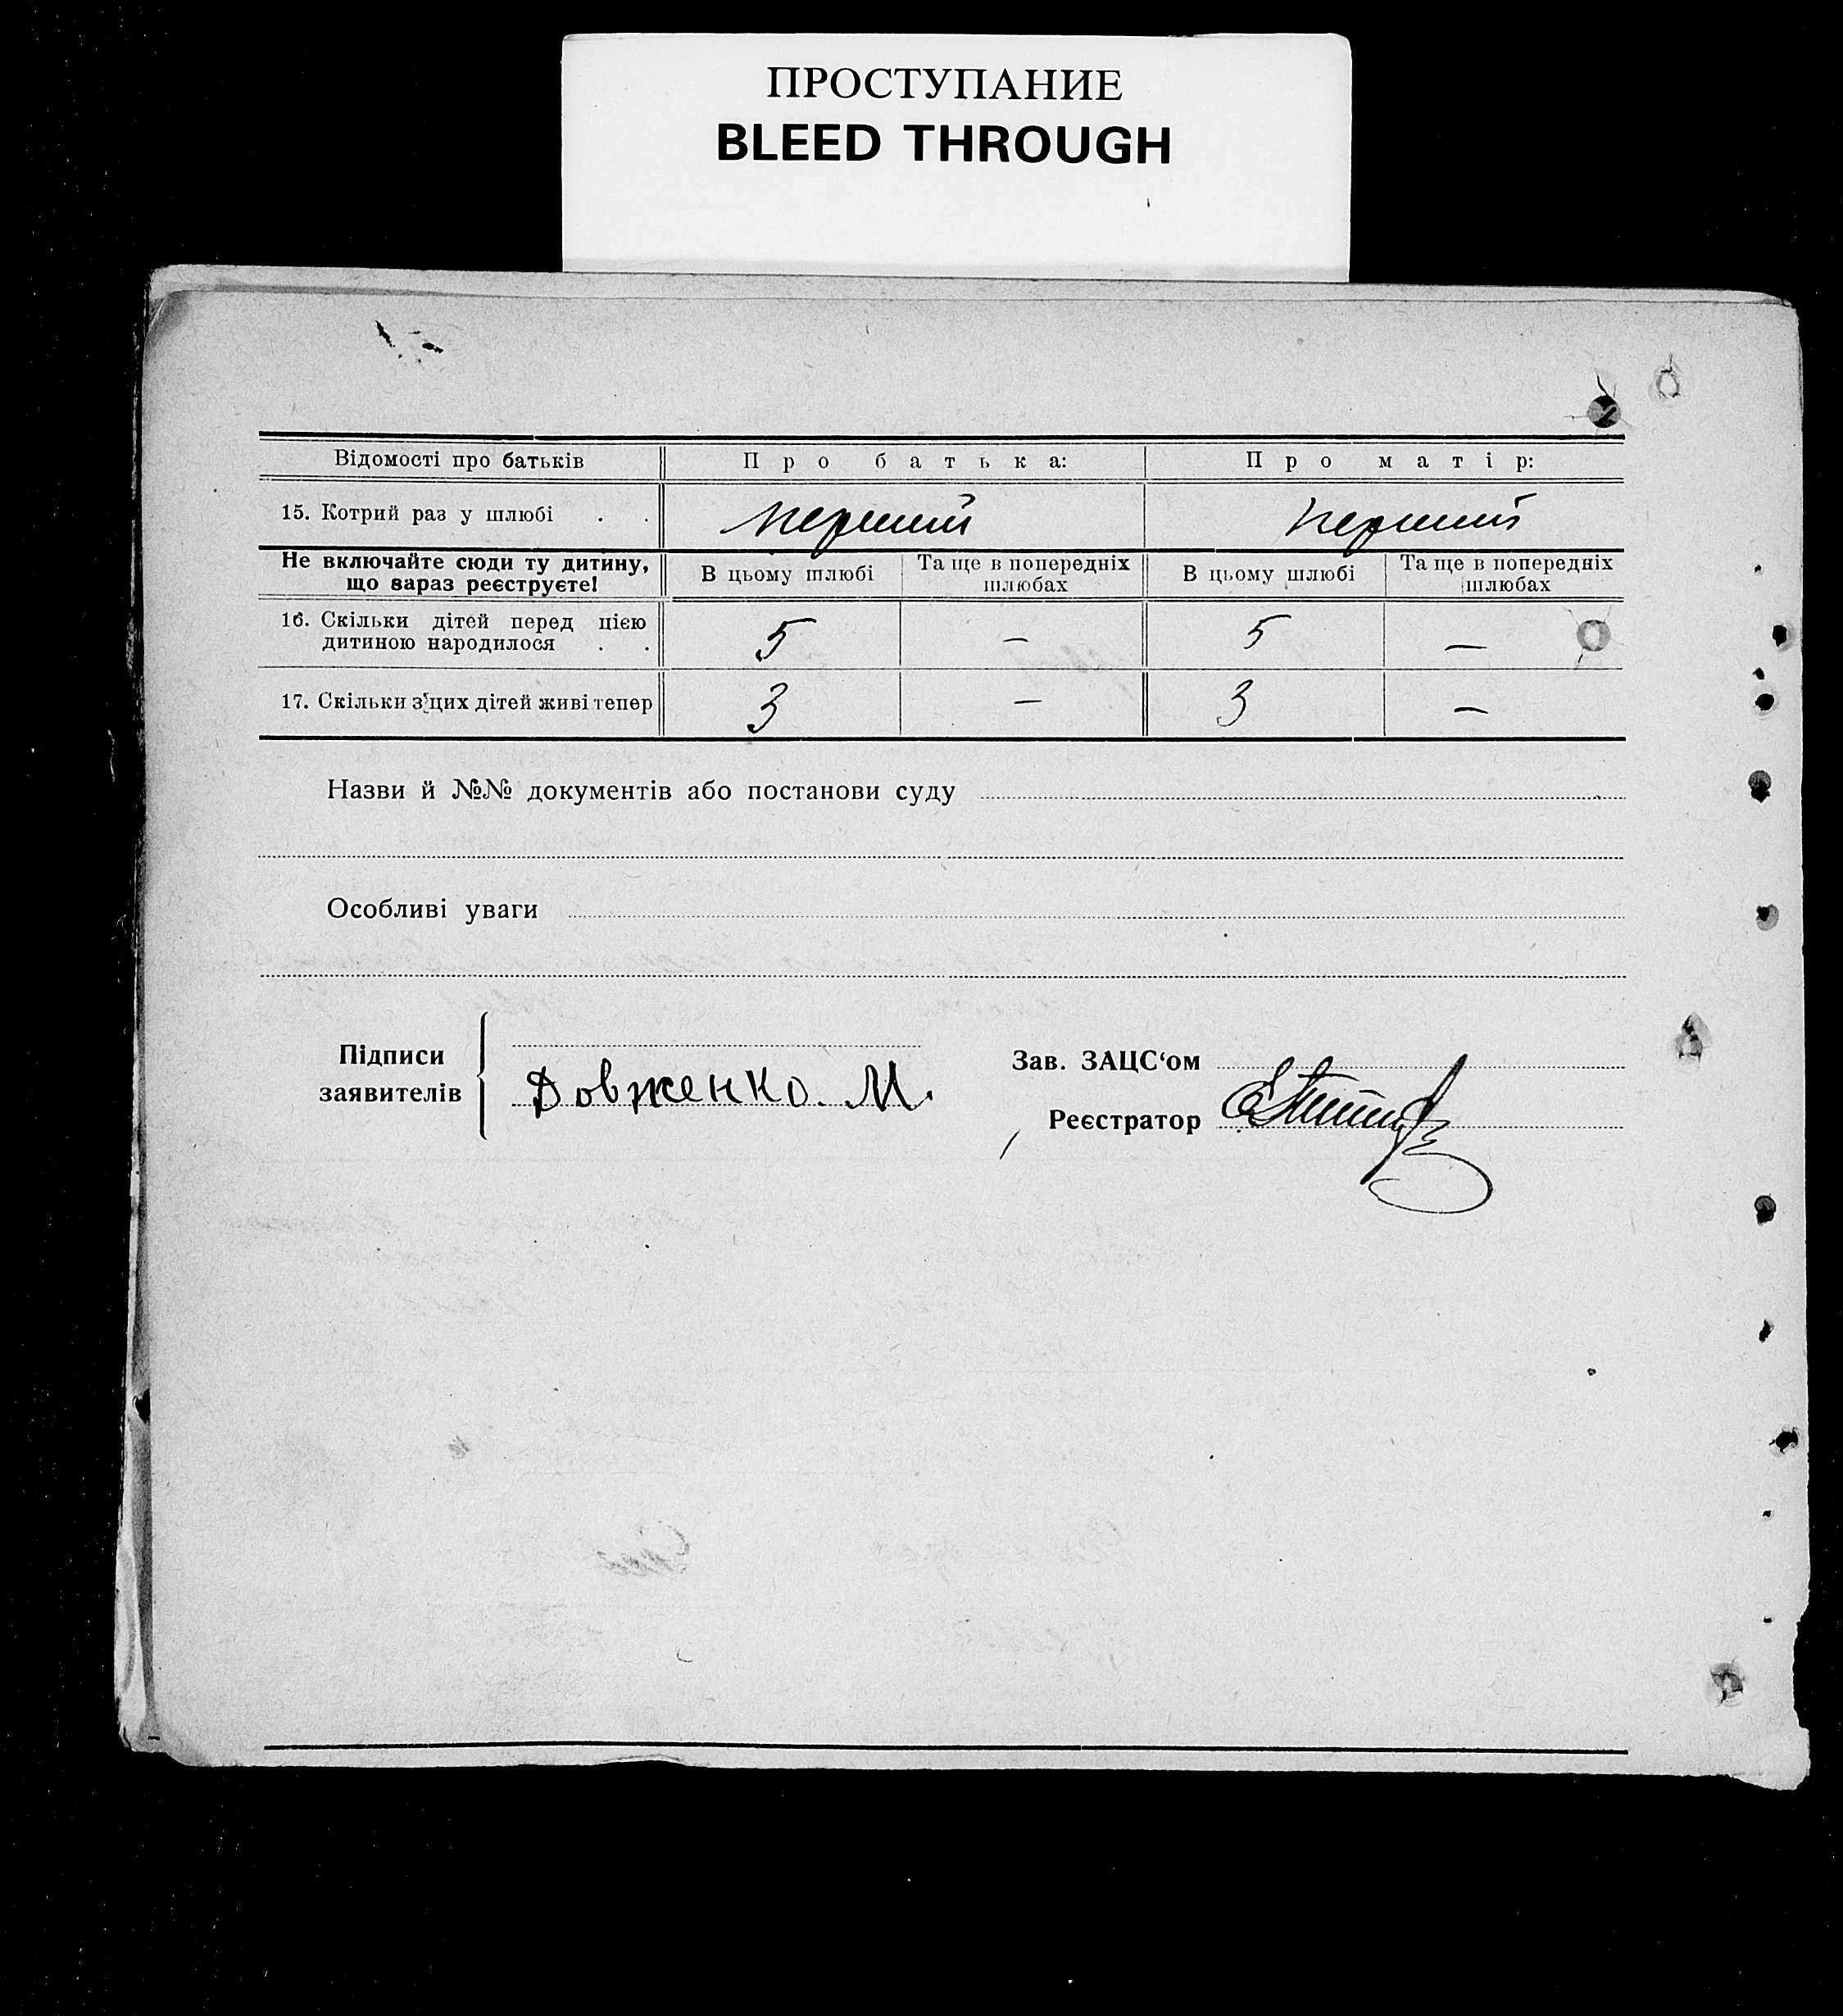 ПРОСТУПАНИЕ
BLEED THROUGH
Відомості про батьків Про батька: Про матір:
15. Котрий раз у шлюбі . . перший перший
Не включайте сюди ту дитину, що зараз реєструєте! В цьому шлюбі Та ще в попередніх шлюбах В цьому шлюбі Та ще в попередніх шлюбах
16. Скільки дітей перед цією дитиною народилося . . 5 — 5 —
17. Скільки з цих дітей живі тепер 3 — 3 —
Назви й №№ документів або постанови суду
Особливі уваги
Підписи заявителів Довженко. М.
Зав. ЗАЦС‘ом
Реєстратор